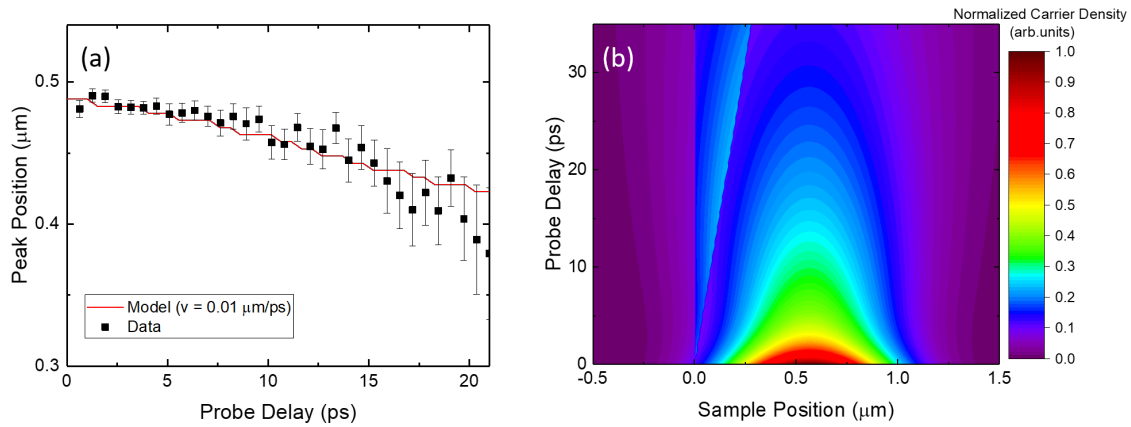 (a)
0.5
0.4
0.3
Peak Position (μm)
Model (v = 0.01 μm/ps)
Data
0
5
10
15
20
Probe Delay (ps)
(b)
30
20
10
0
Probe Delay (ps)
-0.5
0.0
0.5
1.0
1.5
Sample Position (μm)
Normalized Carrier Density
(arb.units)
1.0
0.9
0.8
0.7
0.6
0.5
0.4
0.3
0.2
0.1
0.0